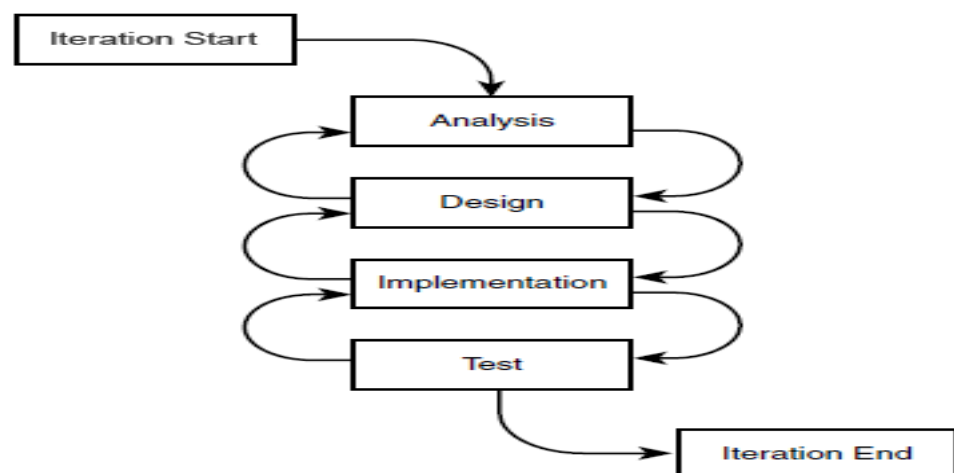 Iteration Start
Analysis
Design
Implementation
Test
Iteration End